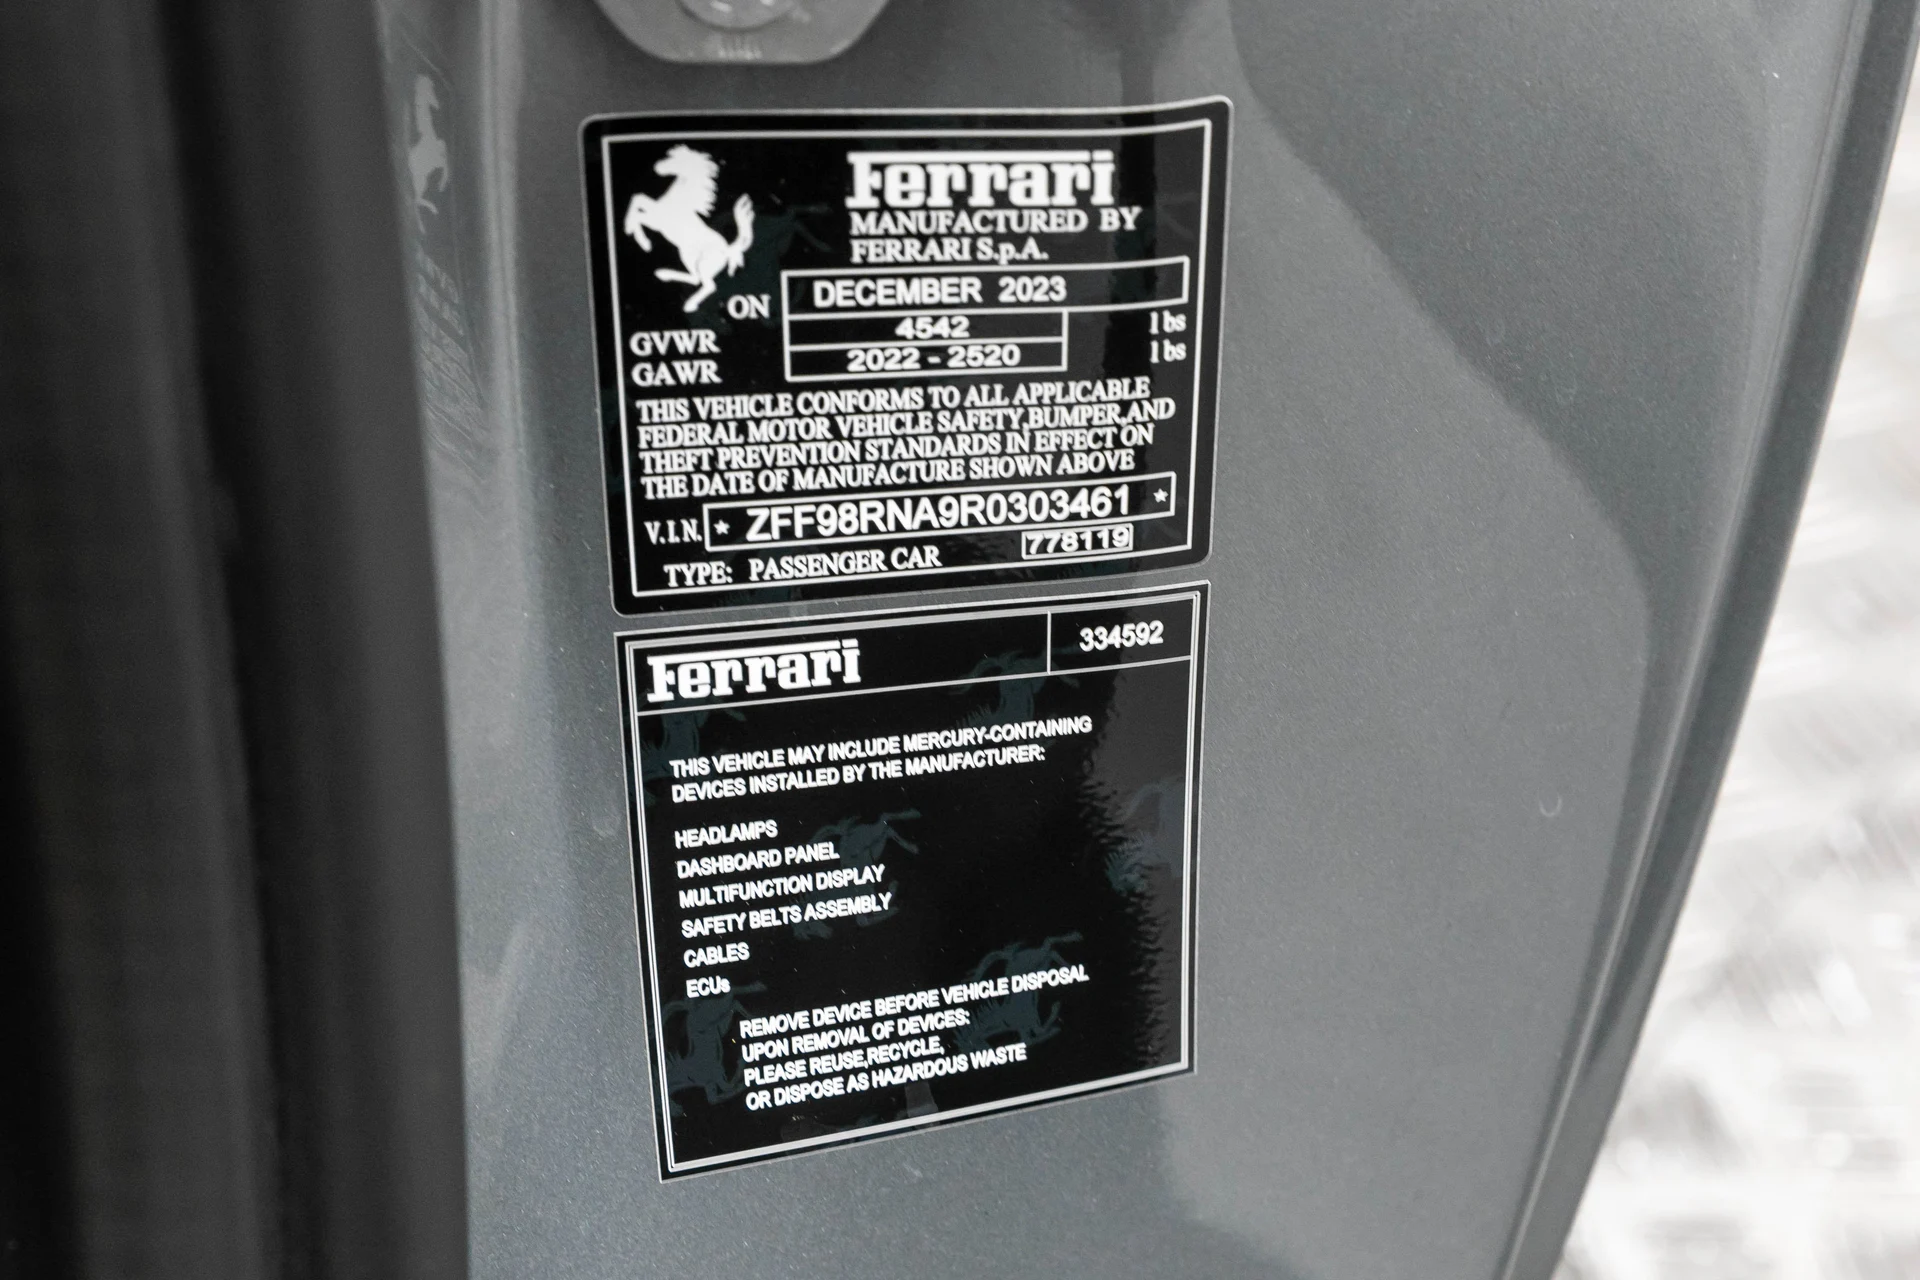 Ferrari
MANUFACTURED BY
FERRARI S.p.A.
ON DECEMBER 2023
GVWR 4542 lbs
GAWR 2022 - 2520 lbs
THIS VEHICLE CONFORMS TO ALL APPLICABLE
FEDERAL MOTOR VEHICLE SAFETY,BUMPER,AND
THEFT PREVENTION STANDARDS IN EFFECT ON
THE DATE OF MANUFACTURE SHOWN ABOVE
V.I.N. * ZFF98RNA9R0303461 *
TYPE: PASSENGER CAR 778119
Ferrari 334592
THIS VEHICLE MAY INCLUDE MERCURY-CONTAINING
DEVICES INSTALLED BY THE MANUFACTURER:
HEADLAMPS
DASHBOARD PANEL
MULTIFUNCTION DISPLAY
SAFETY BELTS ASSEMBLY
CABLES
ECUs
REMOVE DEVICE BEFORE VEHICLE DISPOSAL
UPON REMOVAL OF DEVICES:
PLEASE REUSE,RECYCLE,
OR DISPOSE AS HAZARDOUS WASTE